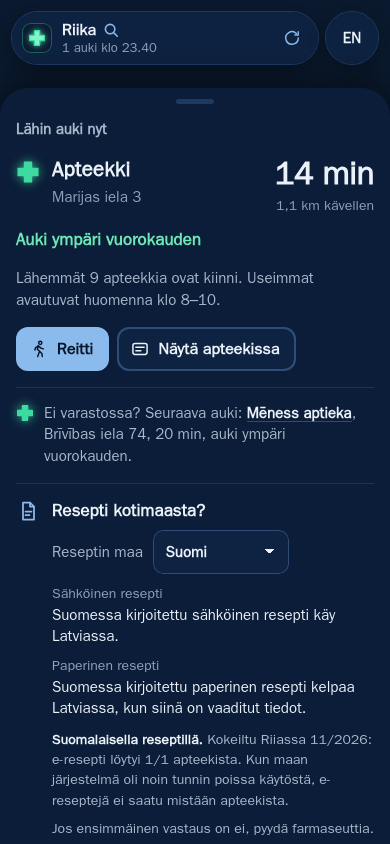 Riika
1 auki klo 23.40
EN
Lähin auki nyt
Apteekki
14 min
Marijas iela 3
1,1 km kävellen
Auki ympäri vuorokauden
Lähemmät 9 apteekkia ovat kiinni. Useimmat
avautuvat huomenna klo 8–10.
Reitti
Näytä apteekissa
Ei varastossa? Seuraava auki: Mēness aptieka,
Brīvības iela 74, 20 min, auki ympäri
vuorokauden.
Resepti kotimaasta?
Reseptin maa
Suomi
Sähköinen resepti
Suomessa kirjoitettu sähköinen resepti käy
Latviassa.
Paperinen resepti
Suomessa kirjoitettu paperinen resepti kelpaa
Latviassa, kun siinä on vaaditut tiedot.
Suomalaisella reseptillä. Kokeiltu Riiassa 11/2026:
e-resepti löytyi 1/1 apteekista. Kun maan
järjestelmä oli noin tunnin poissa käytöstä, e-
reseptejä ei saatu mistään apteekista.
Jos ensimmäinen vastaus on ei, pyydä farmaseuttia.